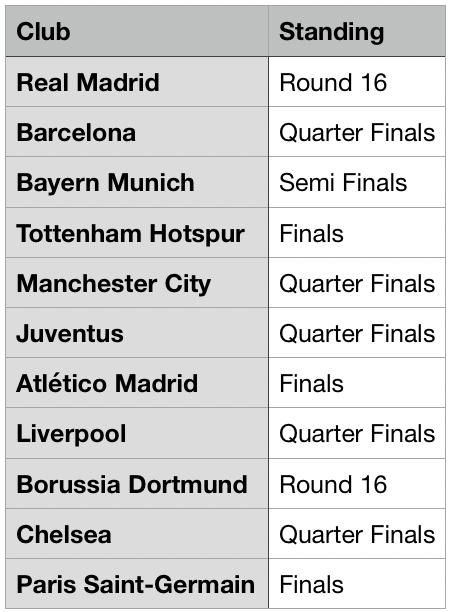 Club Standing
Real Madrid Round 16
Barcelona Quarter Finals
Bayern Munich Semi Finals
Tottenham Hotspur Finals
Manchester City Quarter Finals
Juventus Quarter Finals
Atlético Madrid Finals
Liverpool Quarter Finals
Borussia Dortmund Round 16
Chelsea Quarter Finals
Paris Saint-Germain Finals